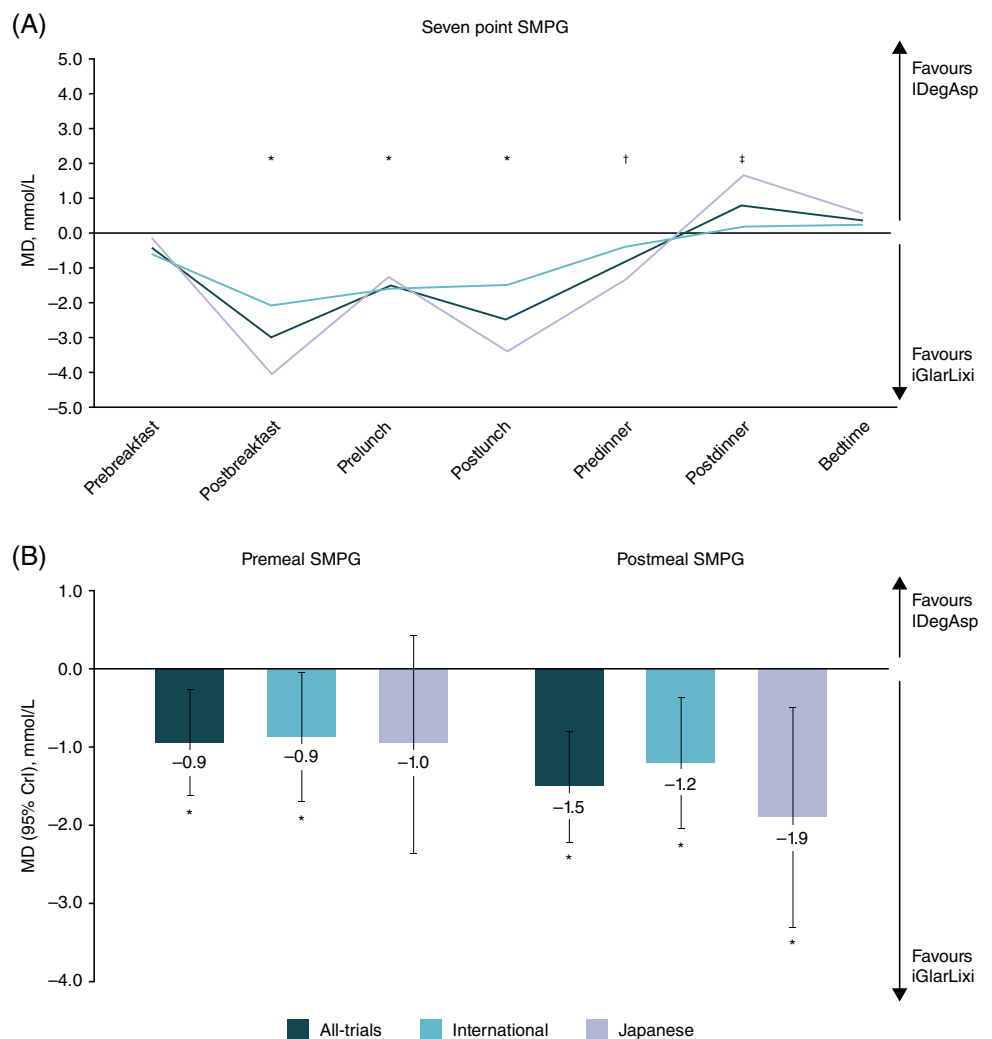 (A)
Seven point SMPG
5.0
4.0
3.0
2.0
1.0
0.0
–1.0
–2.0
–3.0
–4.0
–5.0
MD, mmol/L
* * * † ‡
Favours
IDegAsp
Favours
iGlarLixi
Prebreakfast
Postbreakfast
Prelunch
Postlunch
Predinner
Postdinner
Bedtime
(B)
Premeal SMPG
Postmeal SMPG
1.0
0.0
–1.0
–2.0
–3.0
–4.0
MD (95% CrI), mmol/L
–0.9
*
–0.9
*
–1.0
–1.5
*
–1.2
*
–1.9
*
Favours
IDegAsp
Favours
iGlarLixi
All-trials
International
Japanese